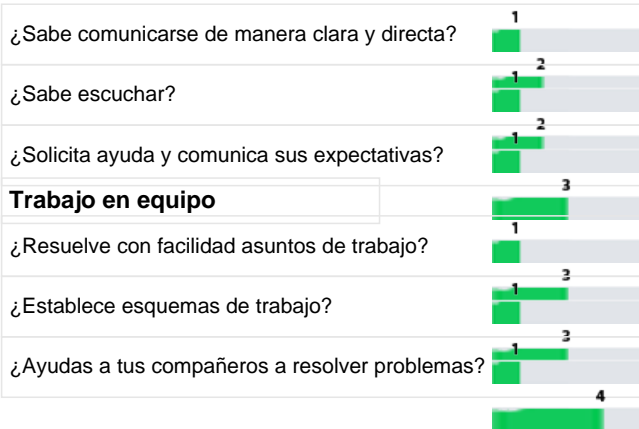 1
¿Sabe comunicarse de manera clara y directa?
2
1
¿Sabe escuchar?
2
1
¿Solicita ayuda y comunica sus expectativas?
3
Trabajo en equipo
1
¿Resuelve con facilidad asuntos de trabajo?
3
1
¿Establece esquemas de trabajo?
3
1
¿Ayudas a tus compañeros a resolver problemas?
4